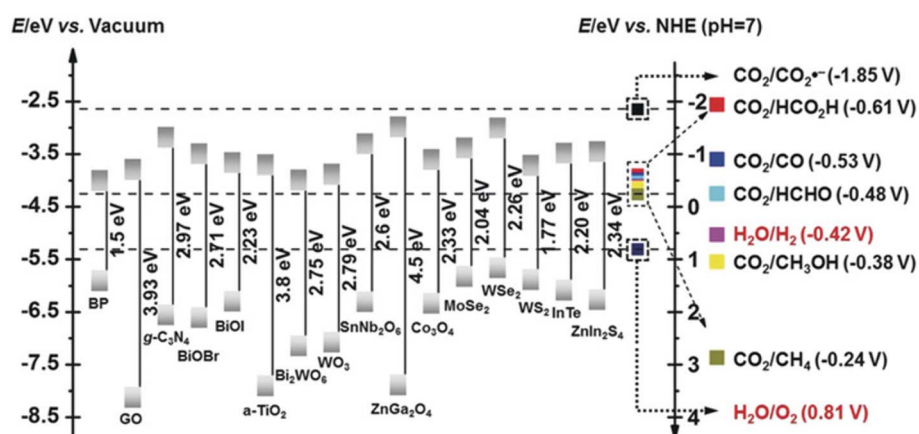 E/eV vs. Vacuum
E/eV vs. NHE (pH=7)
-2.5
-3.5
-4.5
-5.5
-6.5
-7.5
-8.5
1.5 eV
3.93 eV
2.97 eV
2.71 eV
2.23 eV
3.8 eV
2.75 eV
2.79 eV
2.6 eV
4.5 eV
2.33 eV
2.04 eV
2.26 eV
1.77 eV
2.20 eV
2.34 eV
BP
GO
g-C₃N₄
BiOBr
BiOI
a-TiO₂
Bi₂WO₆
WO₃
SnNb₂O₆
ZnGa₂O₄
Co₃O₄
MoSe₂
WSe₂
WS₂
InTe
ZnIn₂S₄
-2
-1
0
1
2
3
4
CO₂/CO₂•⁻ (-1.85 V)
CO₂/HCO₂H (-0.61 V)
CO₂/CO (-0.53 V)
CO₂/HCHO (-0.48 V)
H₂O/H₂ (-0.42 V)
CO₂/CH₃OH (-0.38 V)
CO₂/CH₄ (-0.24 V)
H₂O/O₂ (0.81 V)